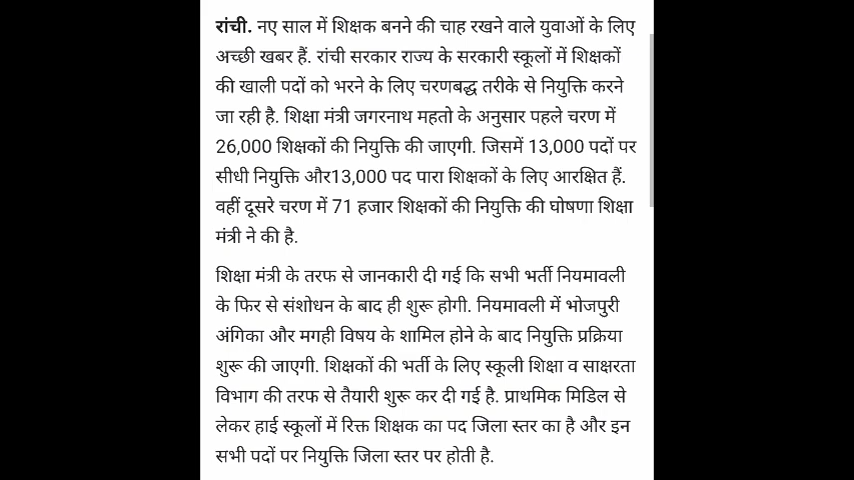 रांची. नए साल में शिक्षक बनने की चाह रखने वाले युवाओं के लिए
अच्छी खबर हैं. रांची सरकार राज्य के सरकारी स्कूलों में शिक्षकों
की खाली पदों को भरने के लिए चरणबद्ध तरीके से नियुक्ति करने
जा रही है. शिक्षा मंत्री जगरनाथ महतो के अनुसार पहले चरण में
26,000 शिक्षकों की नियुक्ति की जाएगी. जिसमें 13,000 पदों पर
सीधी नियुक्ति और13,000 पद पारा शिक्षकों के लिए आरक्षित हैं.
वहीं दूसरे चरण में 71 हजार शिक्षकों की नियुक्ति की घोषणा शिक्षा
मंत्री ने की है.
शिक्षा मंत्री के तरफ से जानकारी दी गई कि सभी भर्ती नियमावली
के फिर से संशोधन के बाद ही शुरू होगी. नियमावली में भोजपुरी
अंगिका और मगही विषय के शामिल होने के बाद नियुक्ति प्रक्रिया
शुरू की जाएगी. शिक्षकों की भर्ती के लिए स्कूली शिक्षा व साक्षरता
विभाग की तरफ से तैयारी शुरू कर दी गई है. प्राथमिक मिडिल से
लेकर हाई स्कूलों में रिक्त शिक्षक का पद जिला स्तर का है और इन
सभी पदों पर नियुक्ति जिला स्तर पर होती है.